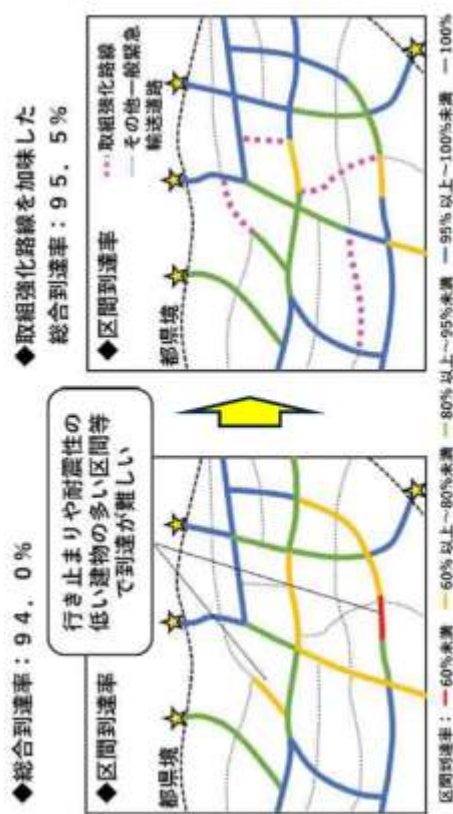 ◆総合到達率：９４．０%
行き止まりや耐震性の
低い建物の多い区間等
で到達が難しい
◆区間到達率
都県境
◆取組強化路線を加味した
総合到達率：９５．５%
◆区間到達率
都県境
取組強化路線
その他一般緊急
輸送道路
区間到達率： 60%未満 60%以上～80%未満 80%以上～95%未満 95%以上～100%未満 100%